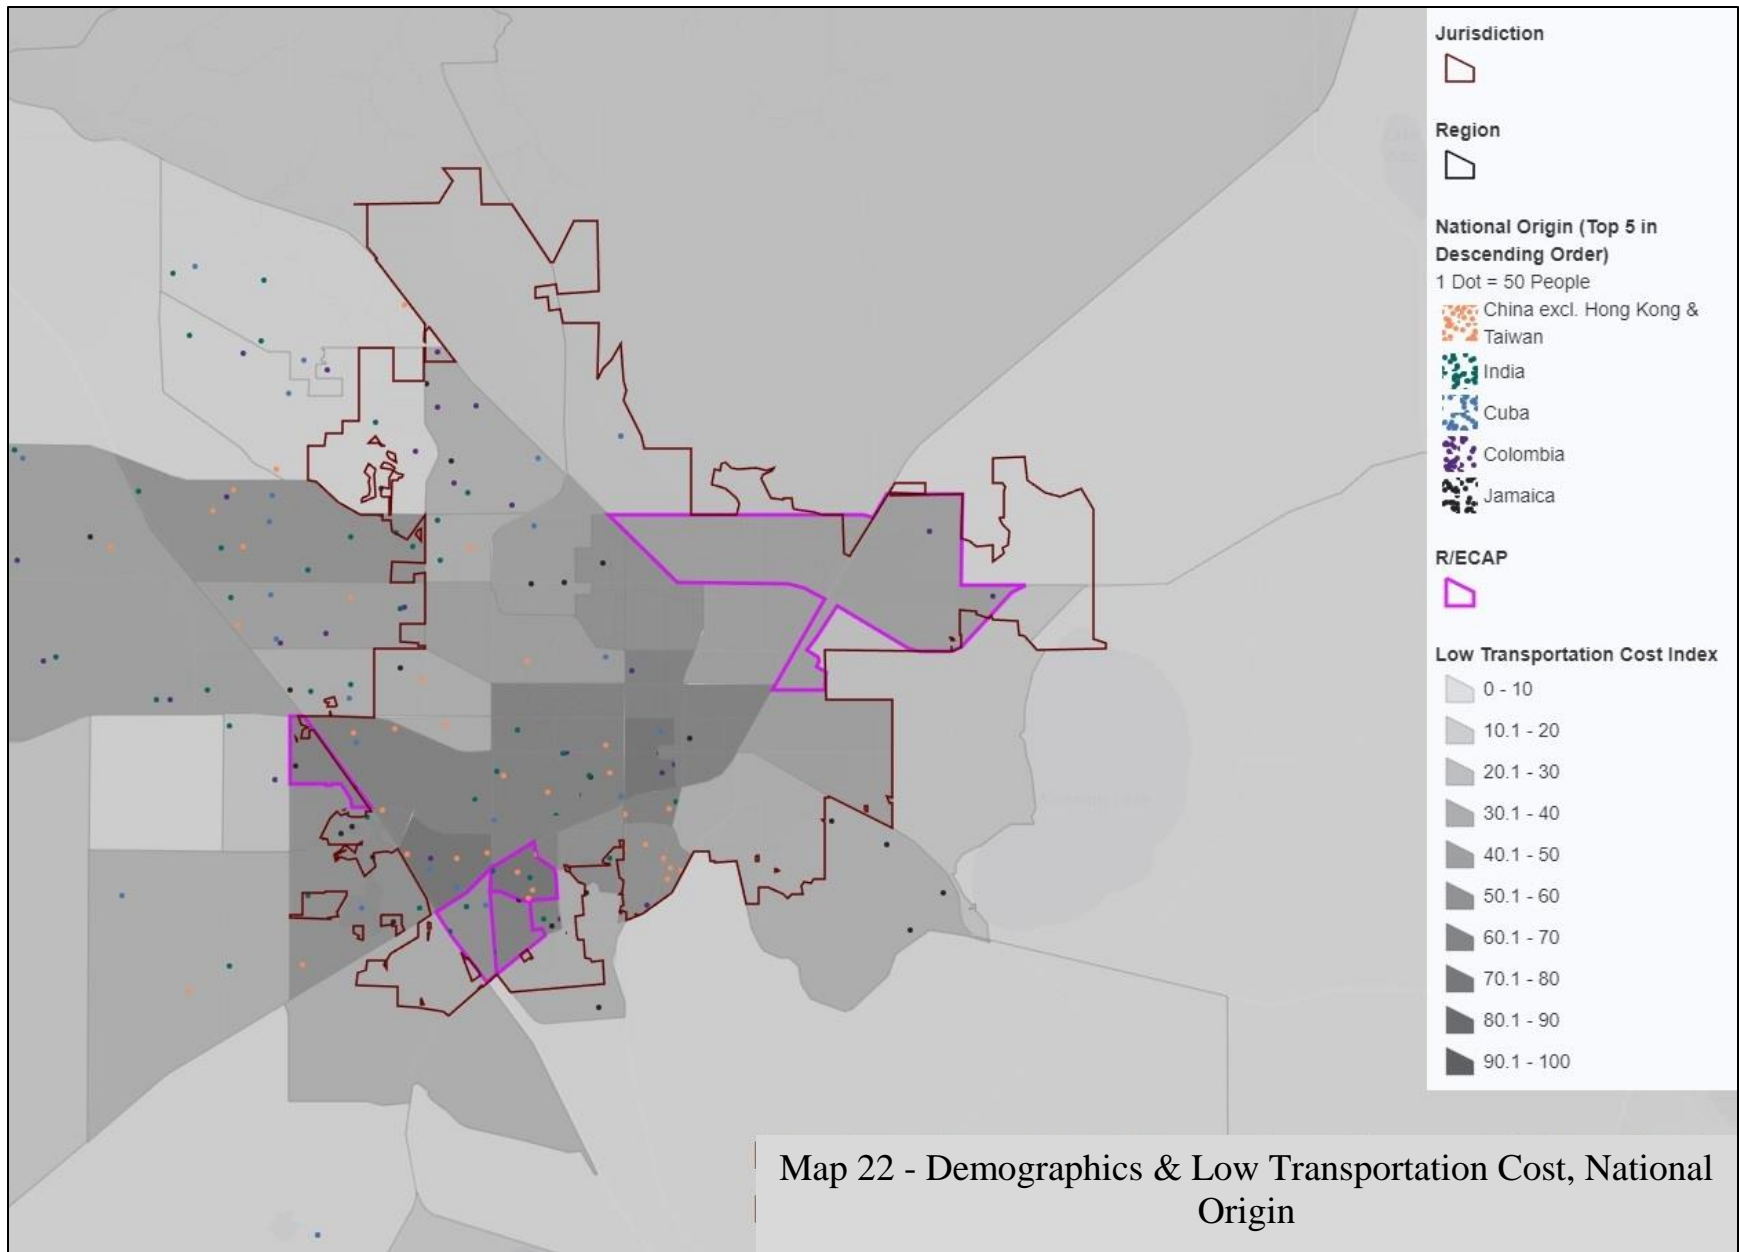 Jurisdiction
Region
National Origin (Top 5 in
Descending Order)
1 Dot = 50 People
China excl. Hong Kong &
Taiwan
India
Cuba
Colombia
Jamaica
R/ECAP
Low Transportation Cost Index
0 - 10
10.1 - 20
20.1 - 30
30.1 - 40
40.1 - 50
50.1 - 60
60.1 - 70
70.1 - 80
80.1 - 90
90.1 - 100
Map 22 - Demographics & Low Transportation Cost, National
Origin